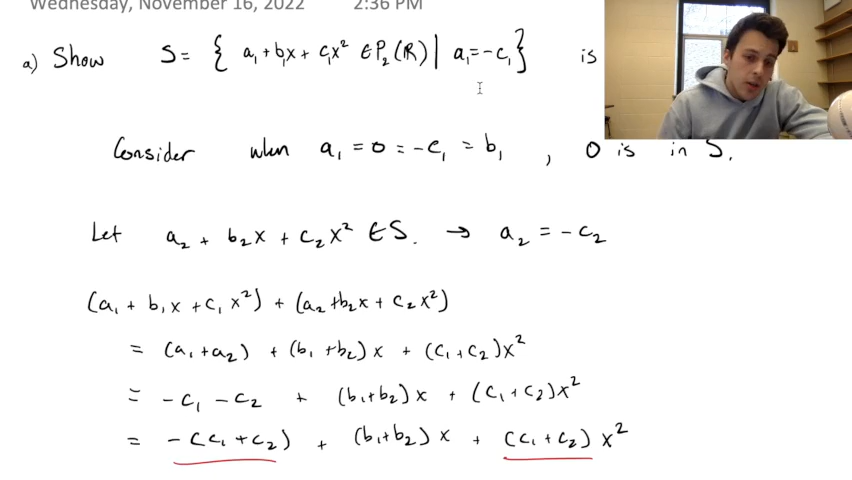 Wednesday, November 16, 2022 2:36 PM
a) Show S = { a₁ + b₁x + c₁x² ∈ P₂(R) | a₁ = -c₁ } is
Consider when a₁ = 0 = -c₁ = b₁ , 0 is in S.
Let a₂ + b₂x + c₂x² ∈ S. → a₂ = -c₂
(a₁ + b₁x + c₁x²) + (a₂ + b₂x + c₂x²)
= (a₁ + a₂) + (b₁ + b₂)x + (c₁ + c₂)x²
= -c₁ - c₂ + (b₁ + b₂)x + (c₁ + c₂)x²
= -(c₁ + c₂) + (b₁ + b₂)x + (c₁ + c₂)x²